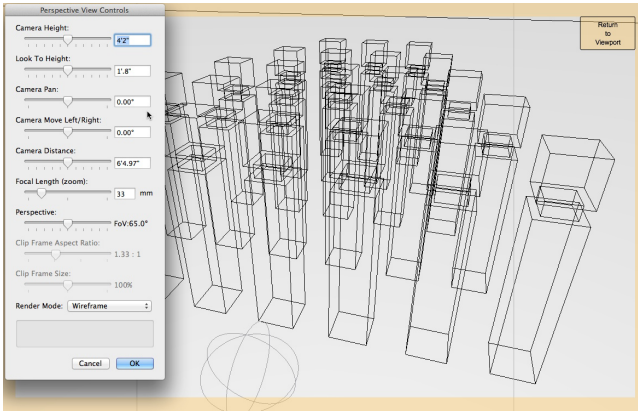 Perspective View Controls
Camera Height:
4'2"
Look To Height:
1'.8"
Camera Pan:
0.00°
Camera Move Left/Right:
0.00°
Camera Distance:
6'4.97"
Focal Length (zoom):
33 mm
Perspective:
FoV:65.0°
Clip Frame Aspect Ratio:
1.33 : 1
Clip Frame Size:
100%
Render Mode: Wireframe
Cancel OK
Return
to
Viewport